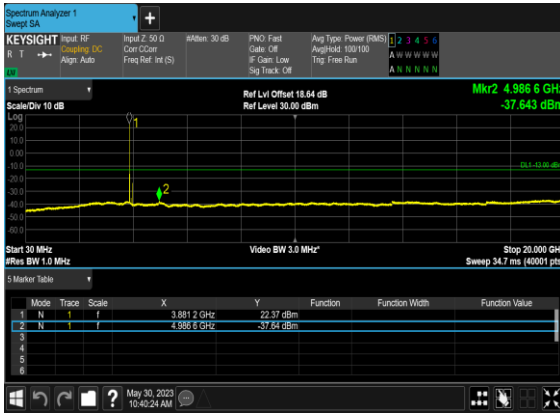 Spectrum Analyzer 1
Swept SA
+
KEYSIGHT Input: RF Input Z: 50 Ω #Atten: 30 dB PNO: Fast Avg Type: Power (RMS) 1 2 3 4 5 6
R T Coupling: DC Corr CCorr Gate: Off Avg|Hold: 100/100 A W W W W W
Align: Auto Freq Ref: Int (S) IF Gain: Low Trig: Free Run
Sig Track: Off A N N N N N
1 Spectrum Ref Lvl Offset 18.64 dB Mkr2 4.986 6 GHz
Scale/Div 10 dB Ref Level 30.00 dBm -37.643 dBm
Log
20.0
10.0
0.00
-10.0
-20.0
-30.0
-40.0
-50.0
-60.0
1
DL1 -13.00 dBm
2
Start 30 MHz Video BW 3.0 MHz* Stop 20.000 GHz
#Res BW 1.0 MHz Sweep 34.7 ms (40001 pts)
5 Marker Table
Mode Trace Scale X Y Function Function Width Function Value
1 N 1 f 3.881 2 GHz 22.37 dBm
2 N 1 f 4.986 6 GHz -37.64 dBm
3
4
5
6
? May 30, 2023
10:40:24 AM